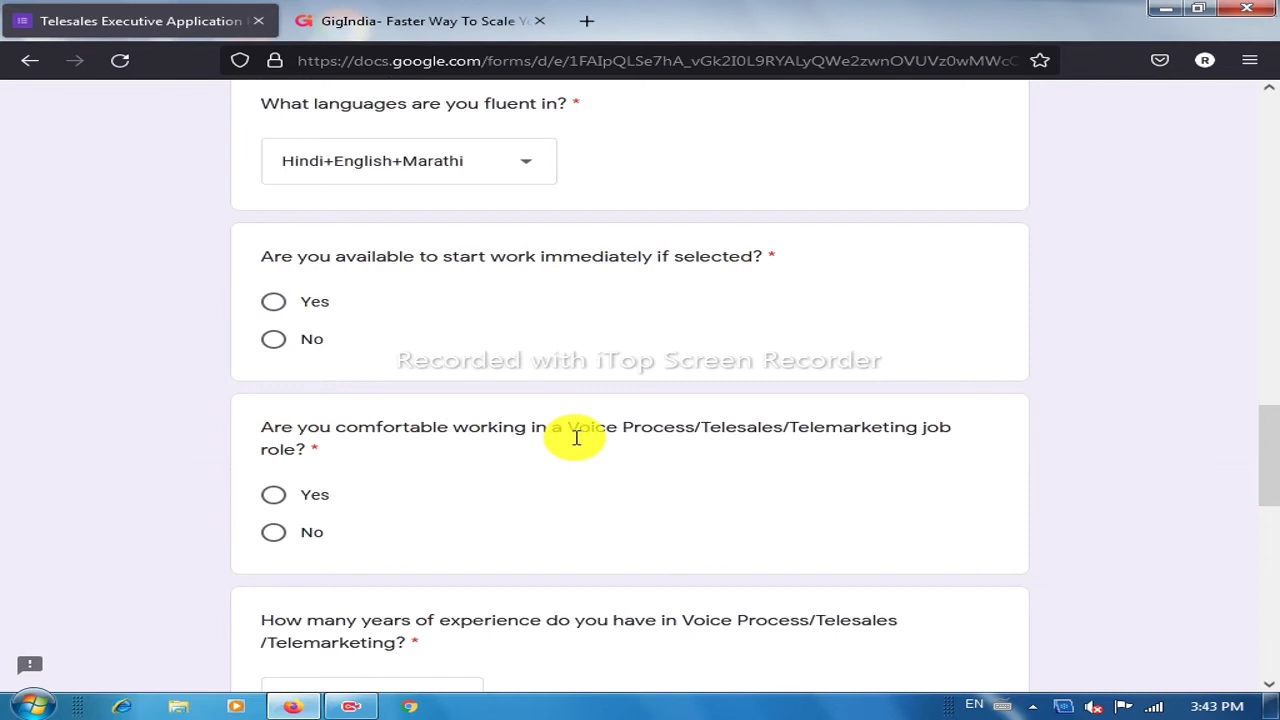 Telesales Executive Application
GigIndia- Faster Way To Scale Yo
https://docs.google.com/forms/d/e/1FAIpQLSe7hA_vGk2I0L9RYALyQWe2zwnOVUVz0wMWcC
R
What languages are you fluent in? *
Hindi+English+Marathi
Are you available to start work immediately if selected? *
Yes
No
Recorded with iTop Screen Recorder
Are you comfortable working in a Voice Process/Telesales/Telemarketing job
role? *
Yes
No
How many years of experience do you have in Voice Process/Telesales
/Telemarketing? *
EN
3:43 PM